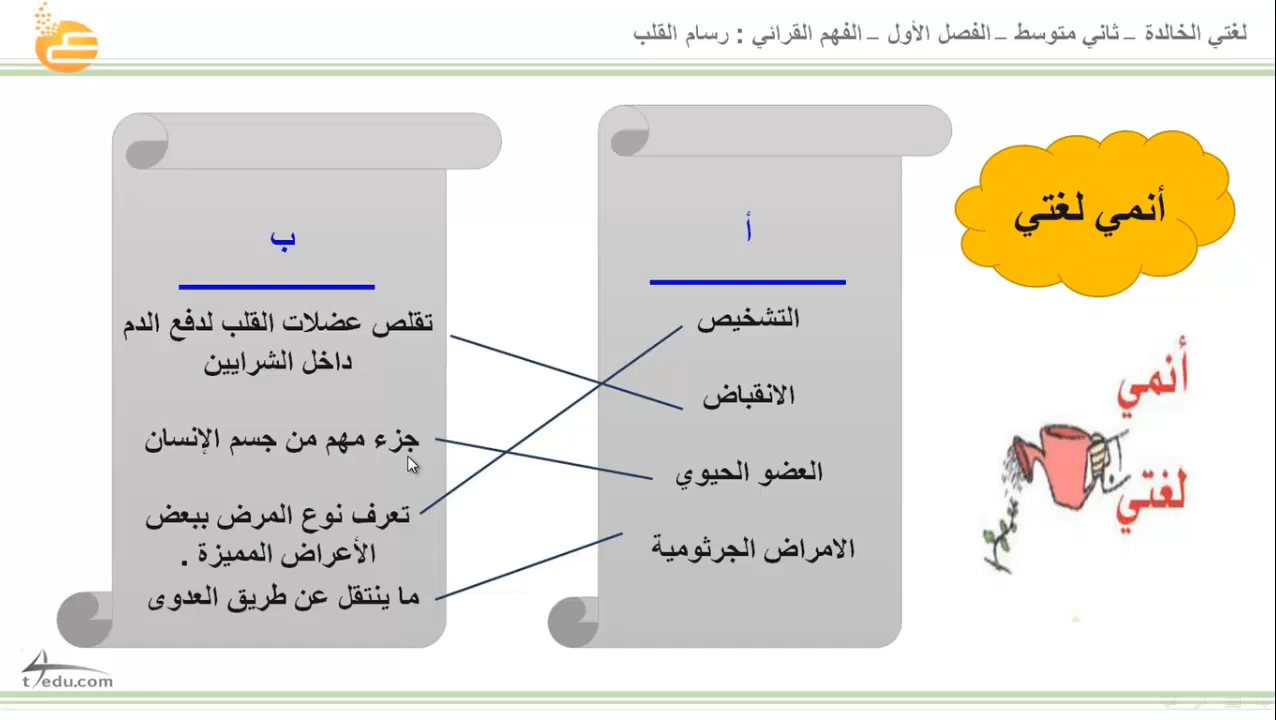 لغتي الخالدة – ثاني متوسط – الفصل الأول – الفهم القرائي : رسام القلب
أنمي لغتي
أ
التشخيص
الانقباض
العضو الحيوي
الامراض الجرثومية
ب
تقلص عضلات القلب لدفع الدم
داخل الشرايين
جزء مهم من جسم الإنسان
تعرف نوع المرض ببعض
الأعراض المميزة .
ما ينتقل عن طريق العدوى
أنمي
لغتي
t4edu.com